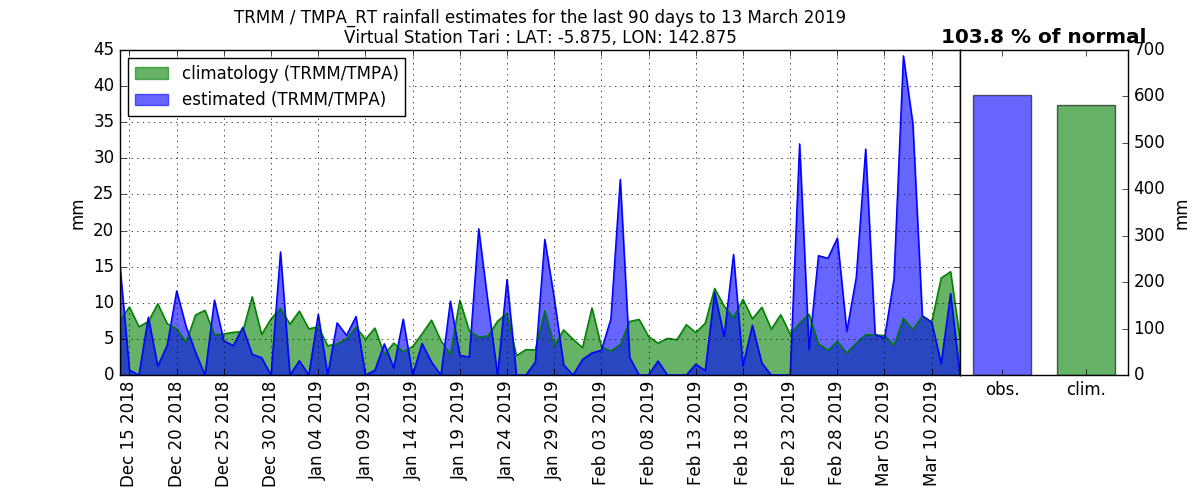 TRMM / TMPA_RT rainfall estimates for the last 90 days to 13 March 2019
Virtual Station Tari : LAT: -5.875, LON: 142.875
103.8 % of normal
climatology (TRMM/TMPA)
estimated (TRMM/TMPA)
mm
45
40
35
30
25
20
15
10
5
0
Dec 15 2018
Dec 20 2018
Dec 25 2018
Dec 30 2018
Jan 04 2019
Jan 09 2019
Jan 14 2019
Jan 19 2019
Jan 24 2019
Jan 29 2019
Feb 03 2019
Feb 08 2019
Feb 13 2019
Feb 18 2019
Feb 23 2019
Feb 28 2019
Mar 05 2019
Mar 10 2019
obs.
clim.
700
600
500
400
300
200
100
0
mm